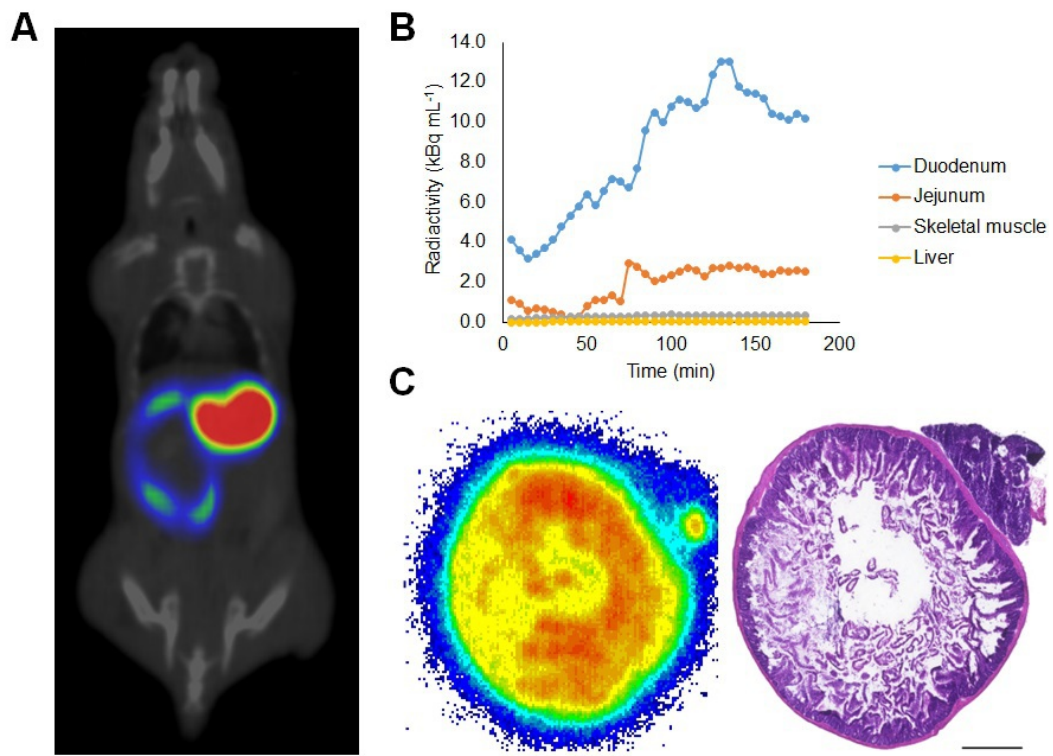 A
B
14.0
12.0
10.0
8.0
6.0
4.0
2.0
0.0
Radiactivity (kBq mL-1)
0
50
100
150
200
Time (min)
Duodenum
Jejunum
Skeletal muscle
Liver
C